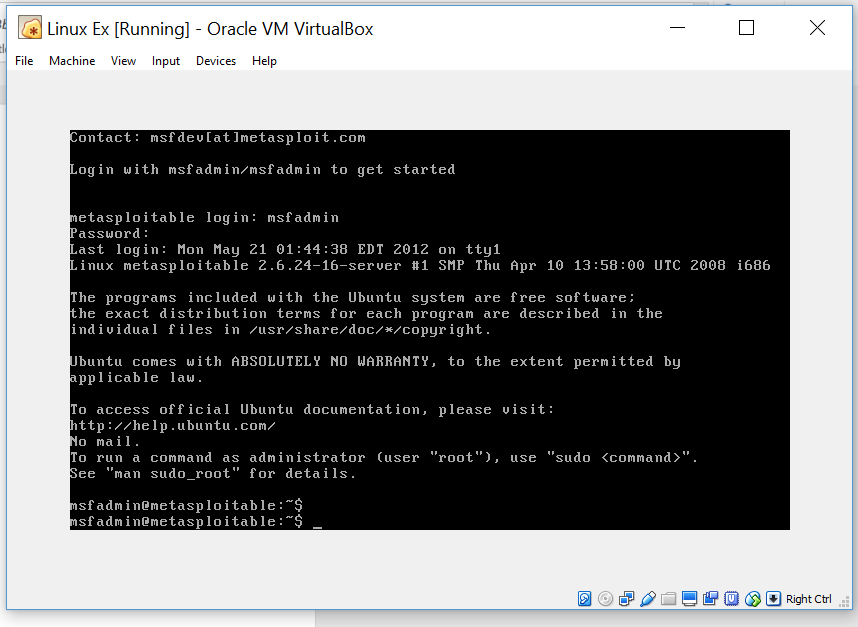 Linux Ex [Running] - Oracle VM VirtualBox
File Machine View Input Devices Help
Contact: msfdev[at]metasploit.com
Login with msfadmin/msfadmin to get started
metasploitable login: msfadmin
Password:
Last login: Mon May 21 01:44:38 EDT 2012 on tty1
Linux metasploitable 2.6.24-16-server #1 SMP Thu Apr 10 13:58:00 UTC 2008 i686
The programs included with the Ubuntu system are free software;
the exact distribution terms for each program are described in the
individual files in /usr/share/doc/*/copyright.
Ubuntu comes with ABSOLUTELY NO WARRANTY, to the extent permitted by
applicable law.
To access official Ubuntu documentation, please visit:
http://help.ubuntu.com/
No mail.
To run a command as administrator (user "root"), use "sudo <command>".
See "man sudo_root" for details.
msfadmin@metasploitable:~$
msfadmin@metasploitable:~$ _
Right Ctrl